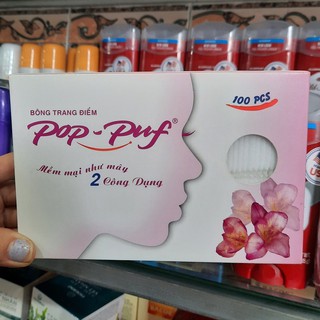 BÔNG TRANG ĐIỂM
Pop-Puf®
100 PCS
Mềm mại như mây
2 Công Dụng